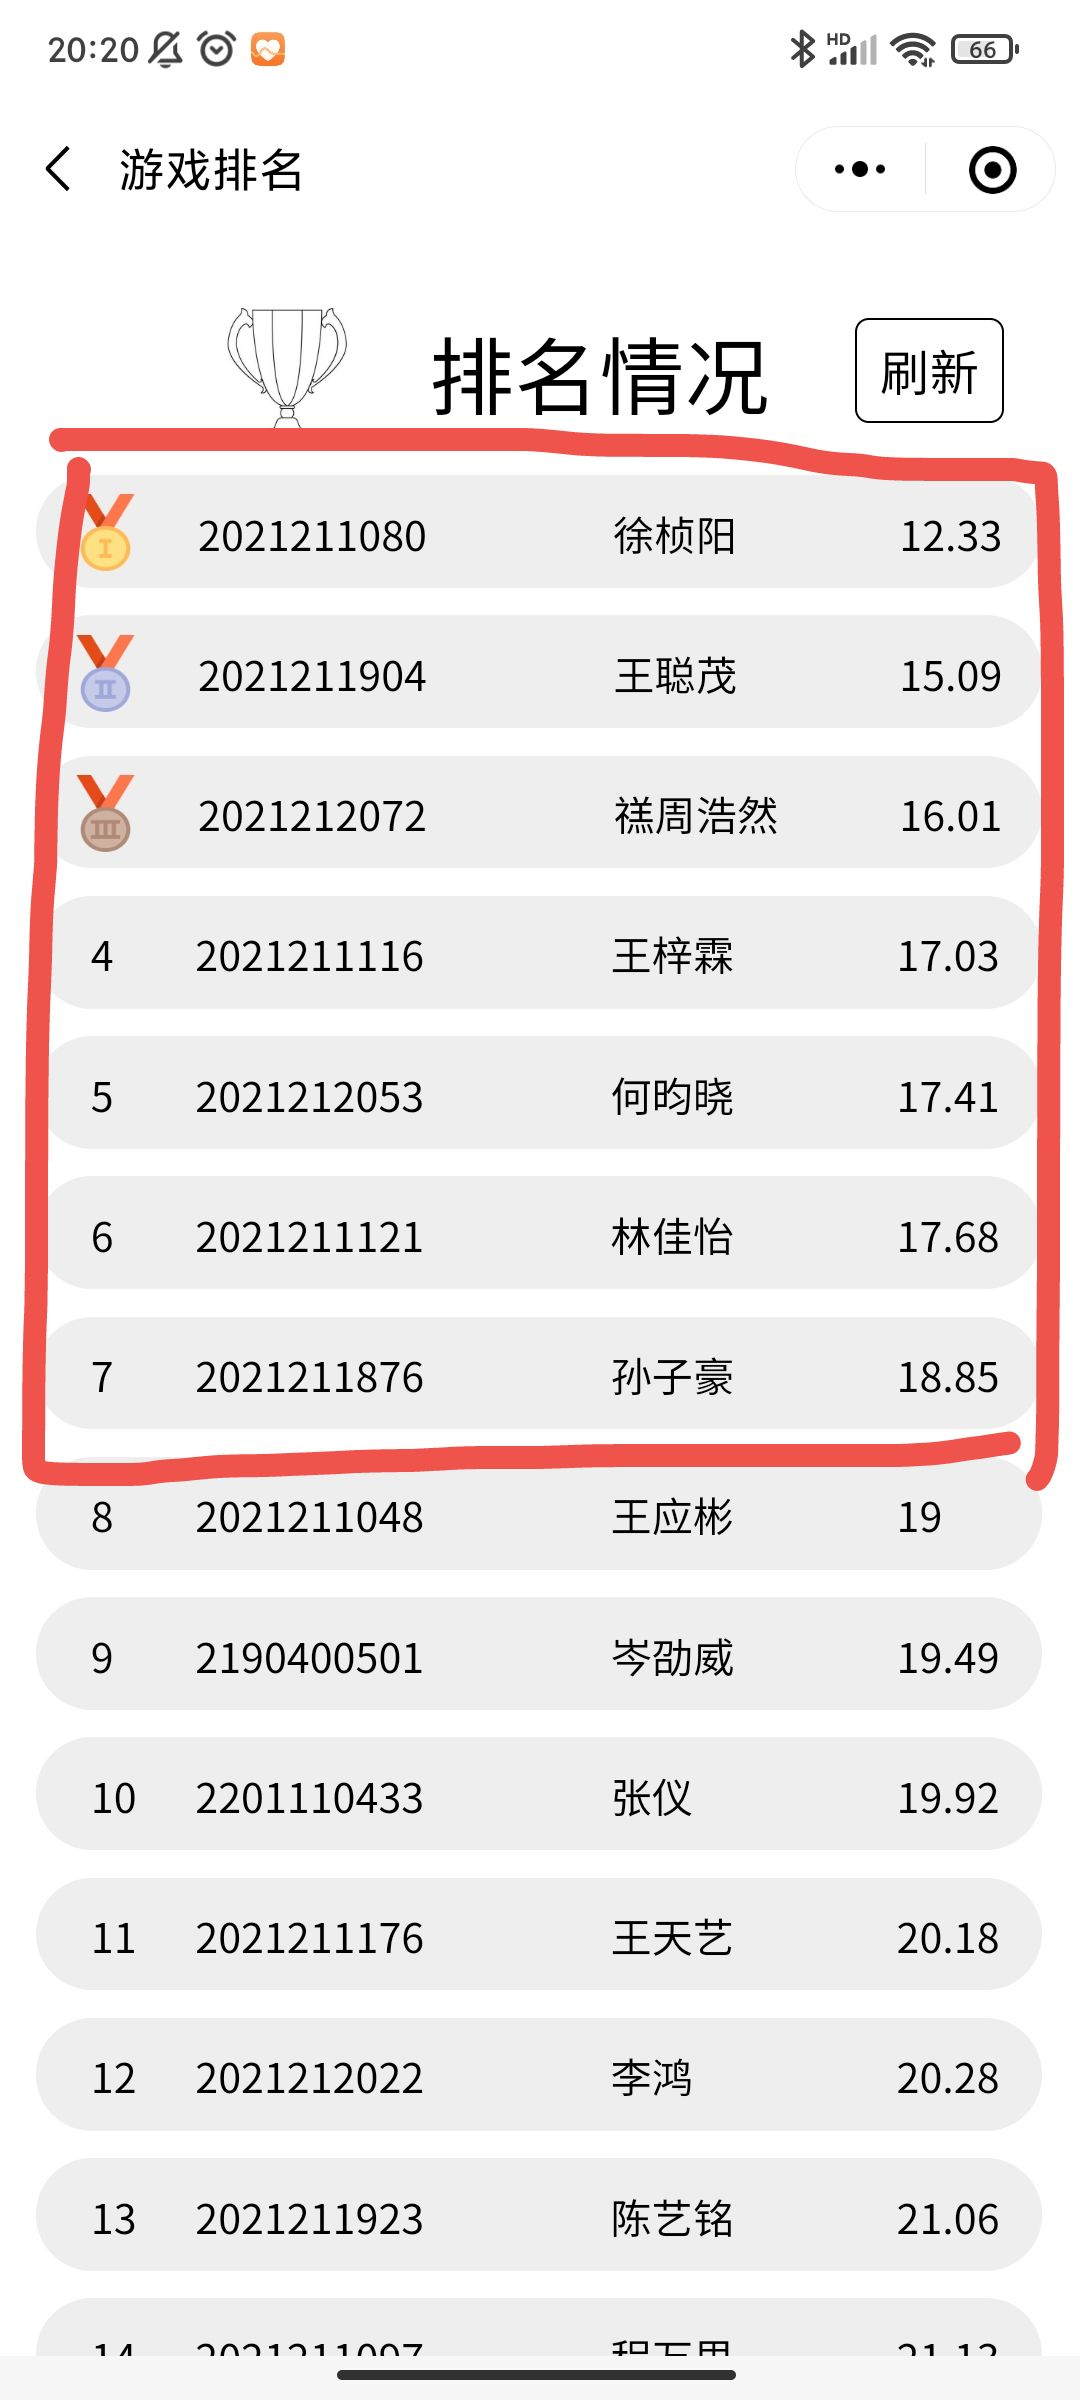 20:20 HD 66
游戏排名
排名情况 刷新
I 2021211080 徐桢阳 12.33
II 2021211904 王聪茂 15.09
III 2021212072 禚周浩然 16.01
4 2021211116 王梓霖 17.03
5 2021212053 何昀晓 17.41
6 2021211121 林佳怡 17.68
7 2021211876 孙子豪 18.85
8 2021211048 王应彬 19
9 2190400501 岑劭威 19.49
10 2201110433 张仪 19.92
11 2021211176 王天艺 20.18
12 2021212022 李鸿 20.28
13 2021211923 陈艺铭 21.06
14 2021211097